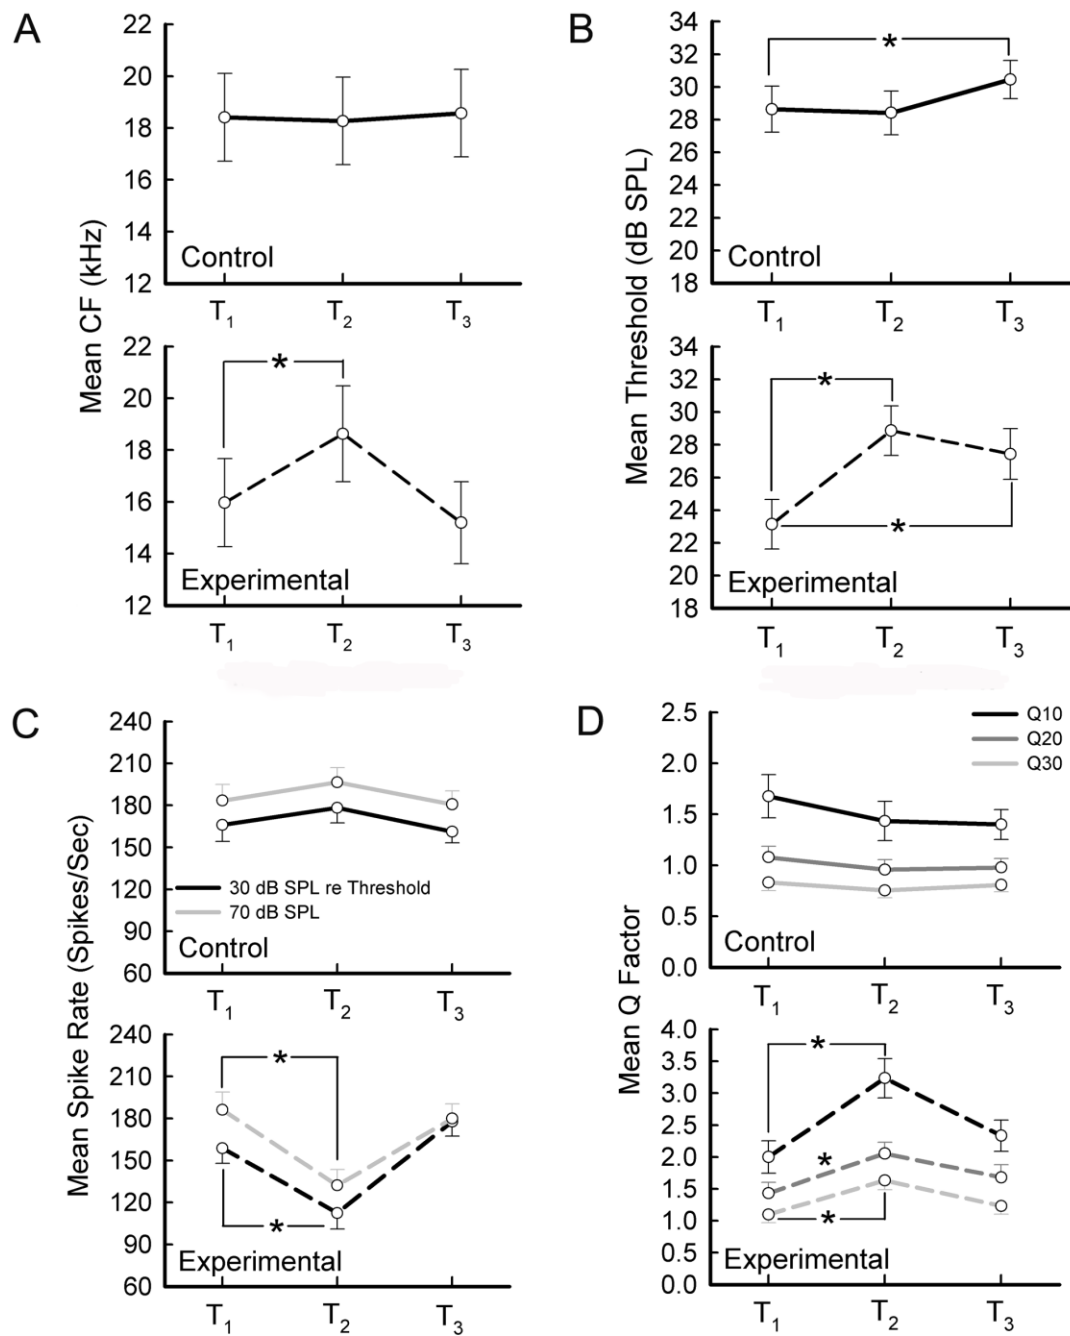 A
Mean CF (kHz)
22
20
18
16
14
12
Control
T1 T2 T3
22
20
18
16
14
12
*
Experimental
T1 T2 T3
B
Mean Threshold (dB SPL)
34
32
30
28
26
24
22
20
18
*
Control
T1 T2 T3
34
32
30
28
26
24
22
20
18
*
*
Experimental
T1 T2 T3
C
Mean Spike Rate (Spikes/Sec)
240
210
180
150
120
90
60
30 dB SPL re Threshold
70 dB SPL
Control
T1 T2 T3
240
210
180
150
120
90
60
*
*
Experimental
T1 T2 T3
D
Mean Q Factor
2.5
2.0
1.5
1.0
0.5
0.0
Q10
Q20
Q30
Control
T1 T2 T3
4.0
3.5
3.0
2.5
2.0
1.5
1.0
0.5
0.0
*
*
*
Experimental
T1 T2 T3